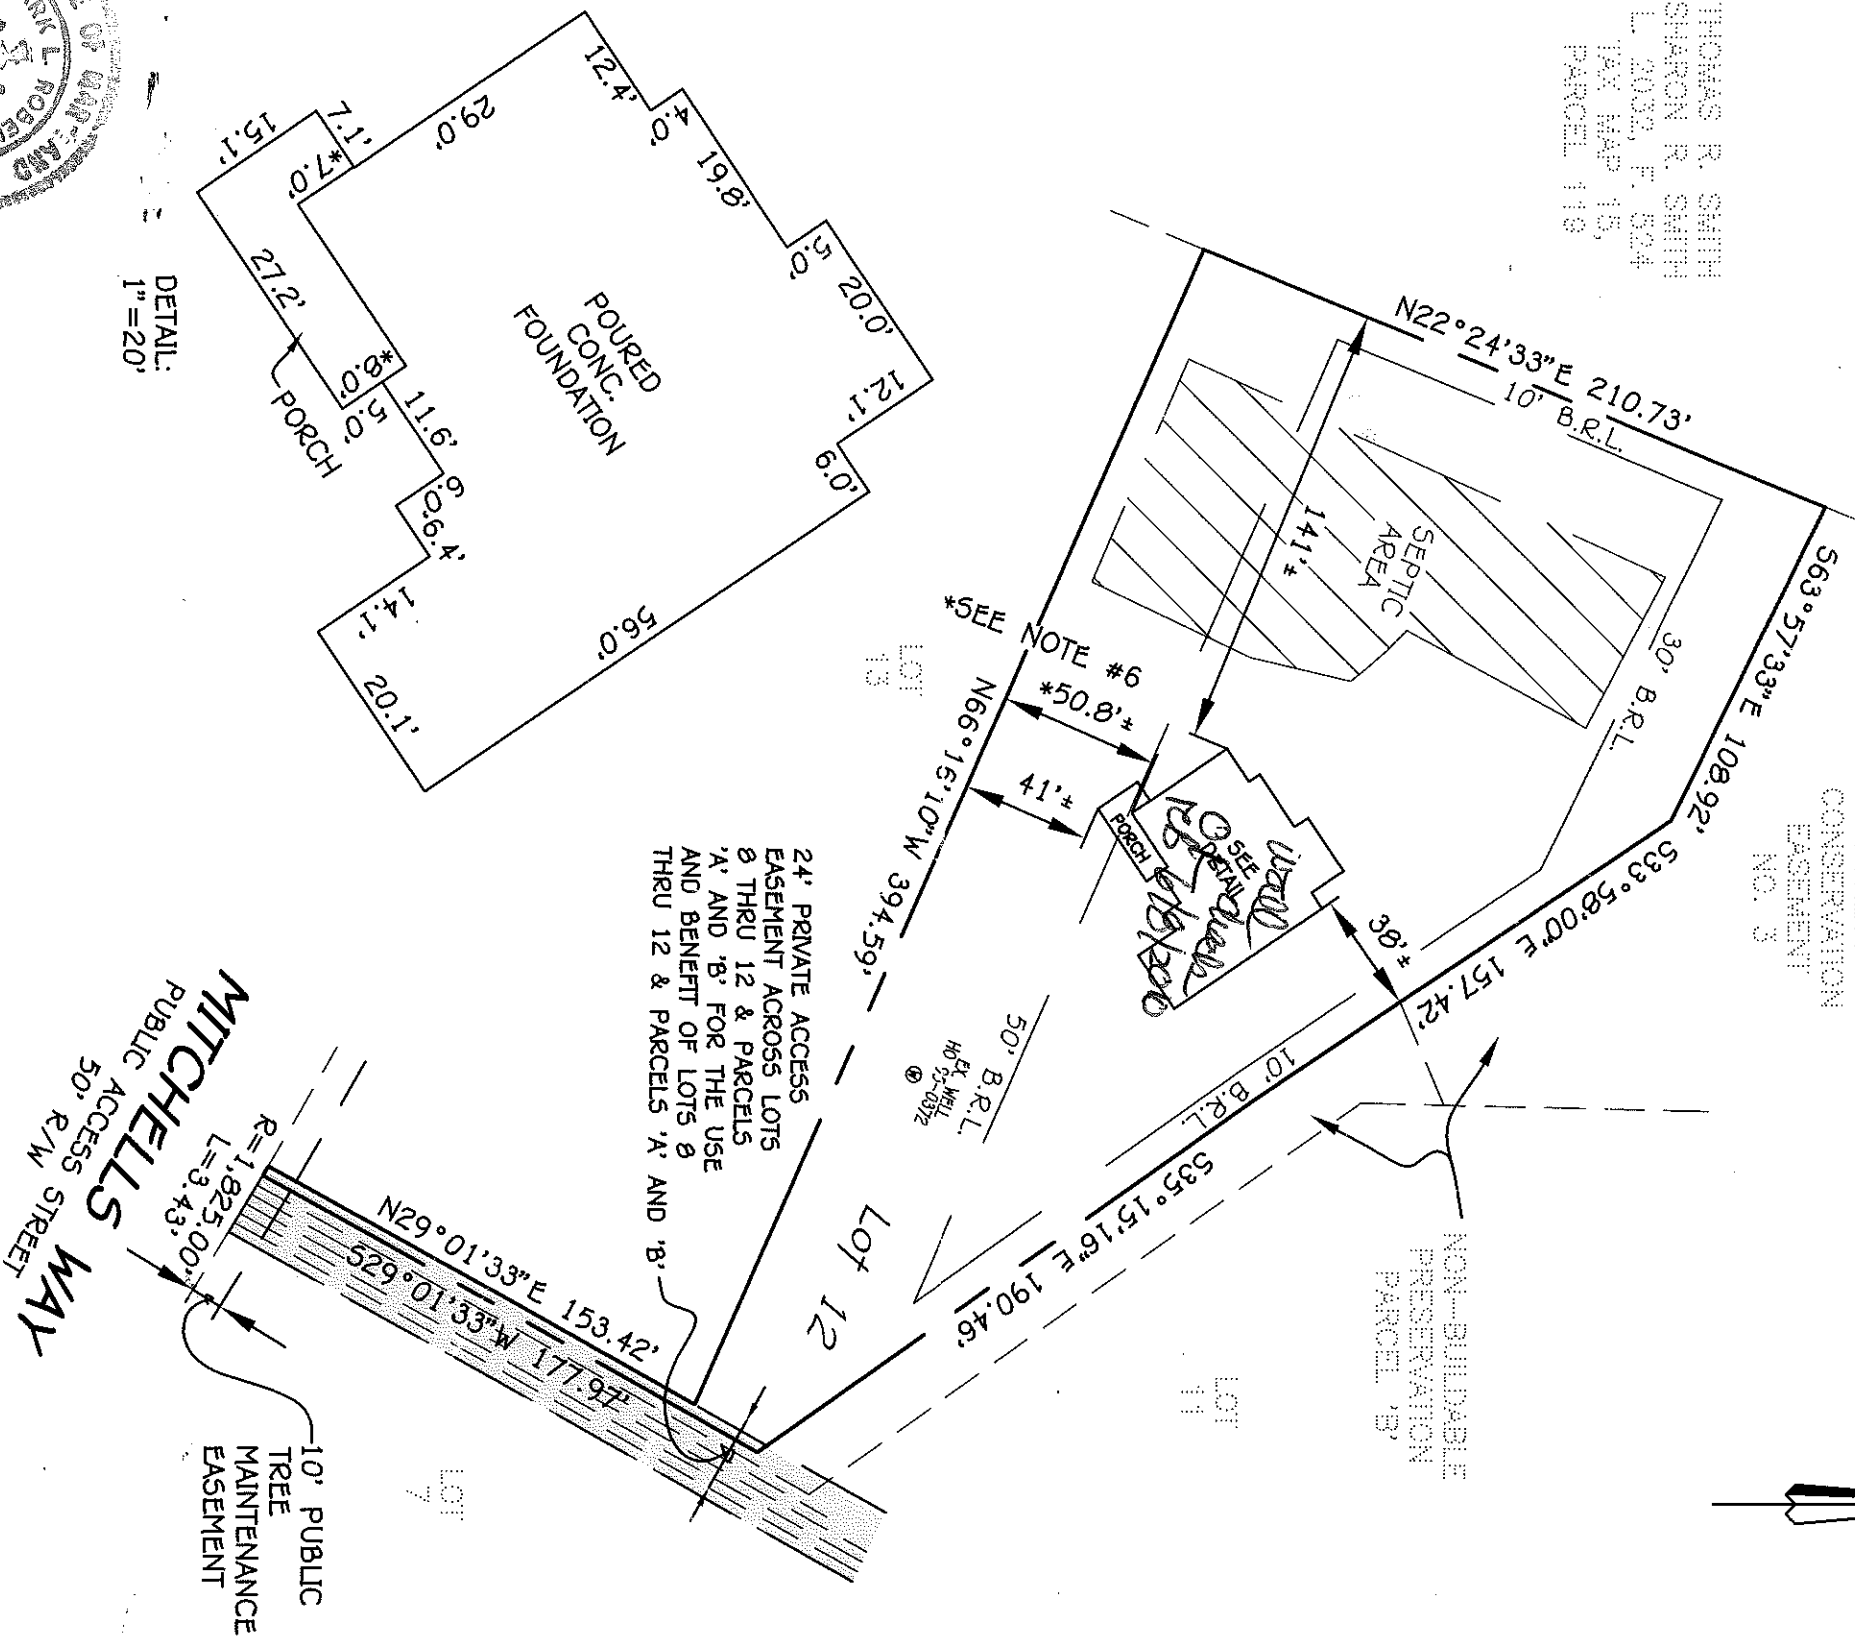 THOMAS R. SMITH
SHARON R. SMITH
L. 2032, F. 524
TAX MAP 15,
PARCEL 119
CONSERVATION
EASEMENT
NO. 3
N22°24'33"E 210.73'
10' B.R.L.
S63°57'33"E 108.92'
30' B.R.L.
S33°58'00"E 157.42'
SEPTIC
AREA
141'±
38'±
*SEE NOTE #6
*50.8'±
41'±
PORCH
SEE
DETAIL
wall check
LOT
13
N66°16'10"W 394.59'
50' B.R.L.
EX. WELL
10' B.R.L.
S35°15'16"E 190.46'
NON-BUILDABLE
PRESERVATION
PARCEL 'B'
LOT
11
LOT 12
24' PRIVATE ACCESS
EASEMENT ACROSS LOTS
8 THRU 12 & PARCELS
'A' AND 'B' FOR THE USE
AND BENEFIT OF LOTS 8
THRU 12 & PARCELS 'A' AND 'B'
N29°01'33"E 153.42'
S29°01'33"W 177.97'
LOT
7
R=1,825.00'
L=3.43'
MITCHELLS WAY
PUBLIC ACCESS
50' R/W STREET
10' PUBLIC
TREE
MAINTENANCE
EASEMENT
12.4'
4.0'
19.8'
5.0'
20.0'
12.1'
6.0'
29.0'
7.1'
*7.0'
15.1'
27.2'
*8.0'
5.0'
11.6'
6.0'
6.4'
14.1'
20.1'
56.0'
POURED
CONC.
FOUNDATION
PORCH
DETAIL:
1"=20'
OF MARYLAND